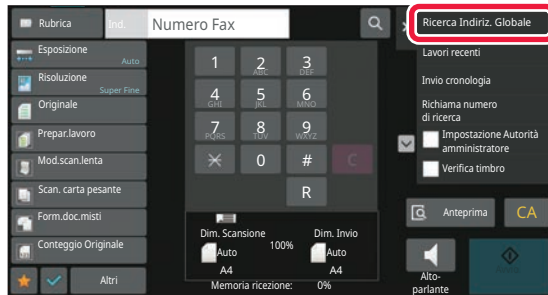 Rubrica
Ind.
Numero Fax
Ricerca Indiriz. Globale
Esposizione
Auto
Risoluzione
Super Fine
Originale
Prepar.lavoro
Mod.scan.lenta
Scan. carta pesante
Form.doc.misti
Conteggio Originale
Altri
1
2
ABC
3
DEF
4
GHI
5
JKL
6
MNO
7
PQRS
8
TUV
9
WXYZ
0
#
C
R
Dim. Scansione
100%
Dim. Invio
Auto
A4
Auto
A4
Memoria ricezione: 0%
Lavori recenti
Invio cronologia
Richiama numero
di ricerca
Impostazione Autorità
amministratore
Verifica timbro
Anteprima
CA
Alto-
parlante